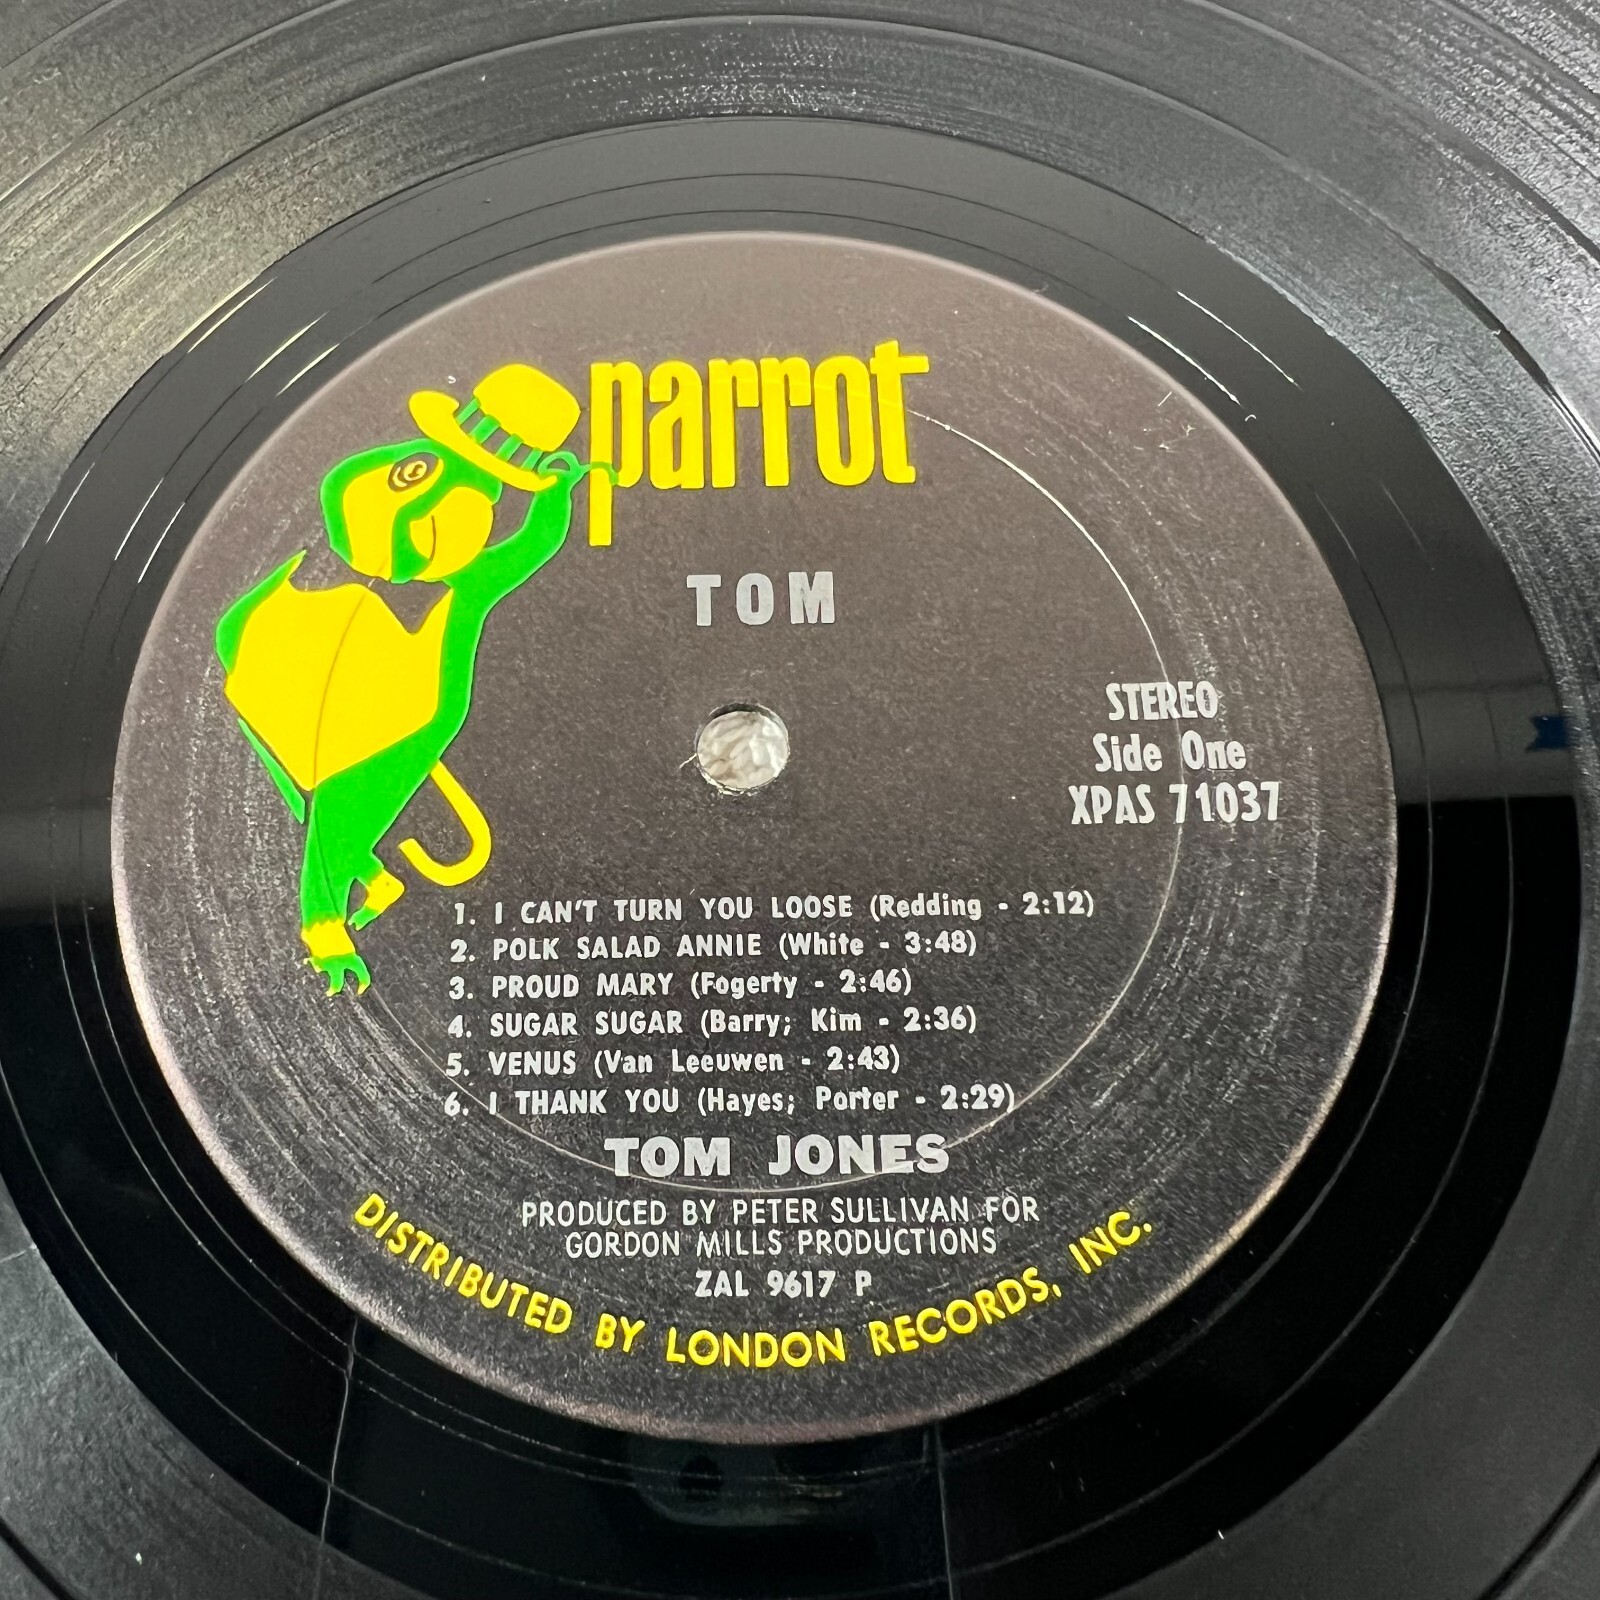 parrot
TOM
STEREO
Side One
XPAS 71037
1. I CAN'T TURN YOU LOOSE (Redding - 2:12)
2. POLK SALAD ANNIE (White - 3:48)
3. PROUD MARY (Fogerty - 2:46)
4. SUGAR SUGAR (Barry; Kim - 2:36)
5. VENUS (Van Leeuwen - 2:43)
6. I THANK YOU (Hayes; Porter - 2:29)
TOM JONES
PRODUCED BY PETER SULLIVAN FOR
GORDON MILLS PRODUCTIONS
ZAL 9617 P
DISTRIBUTED BY LONDON RECORDS, INC.